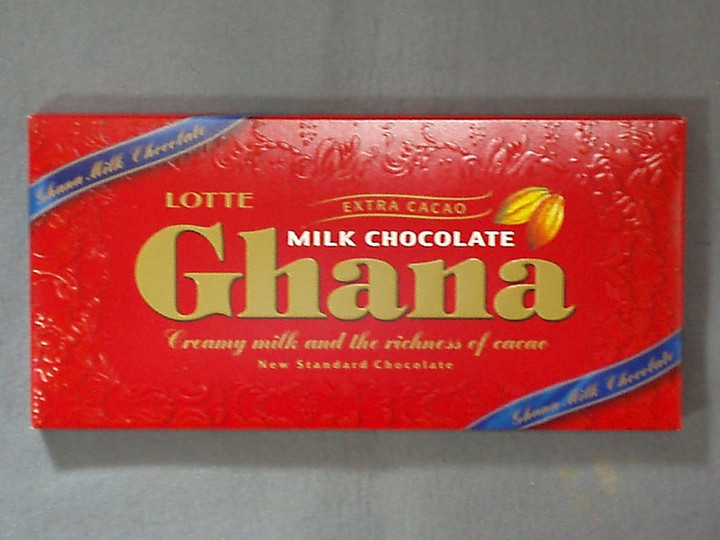 Ghana Milk Chocolate
LOTTE
EXTRA CACAO
MILK CHOCOLATE
Ghana
Creamy milk and the richness of cacao
New Standard Chocolate
Ghana Milk Chocolate